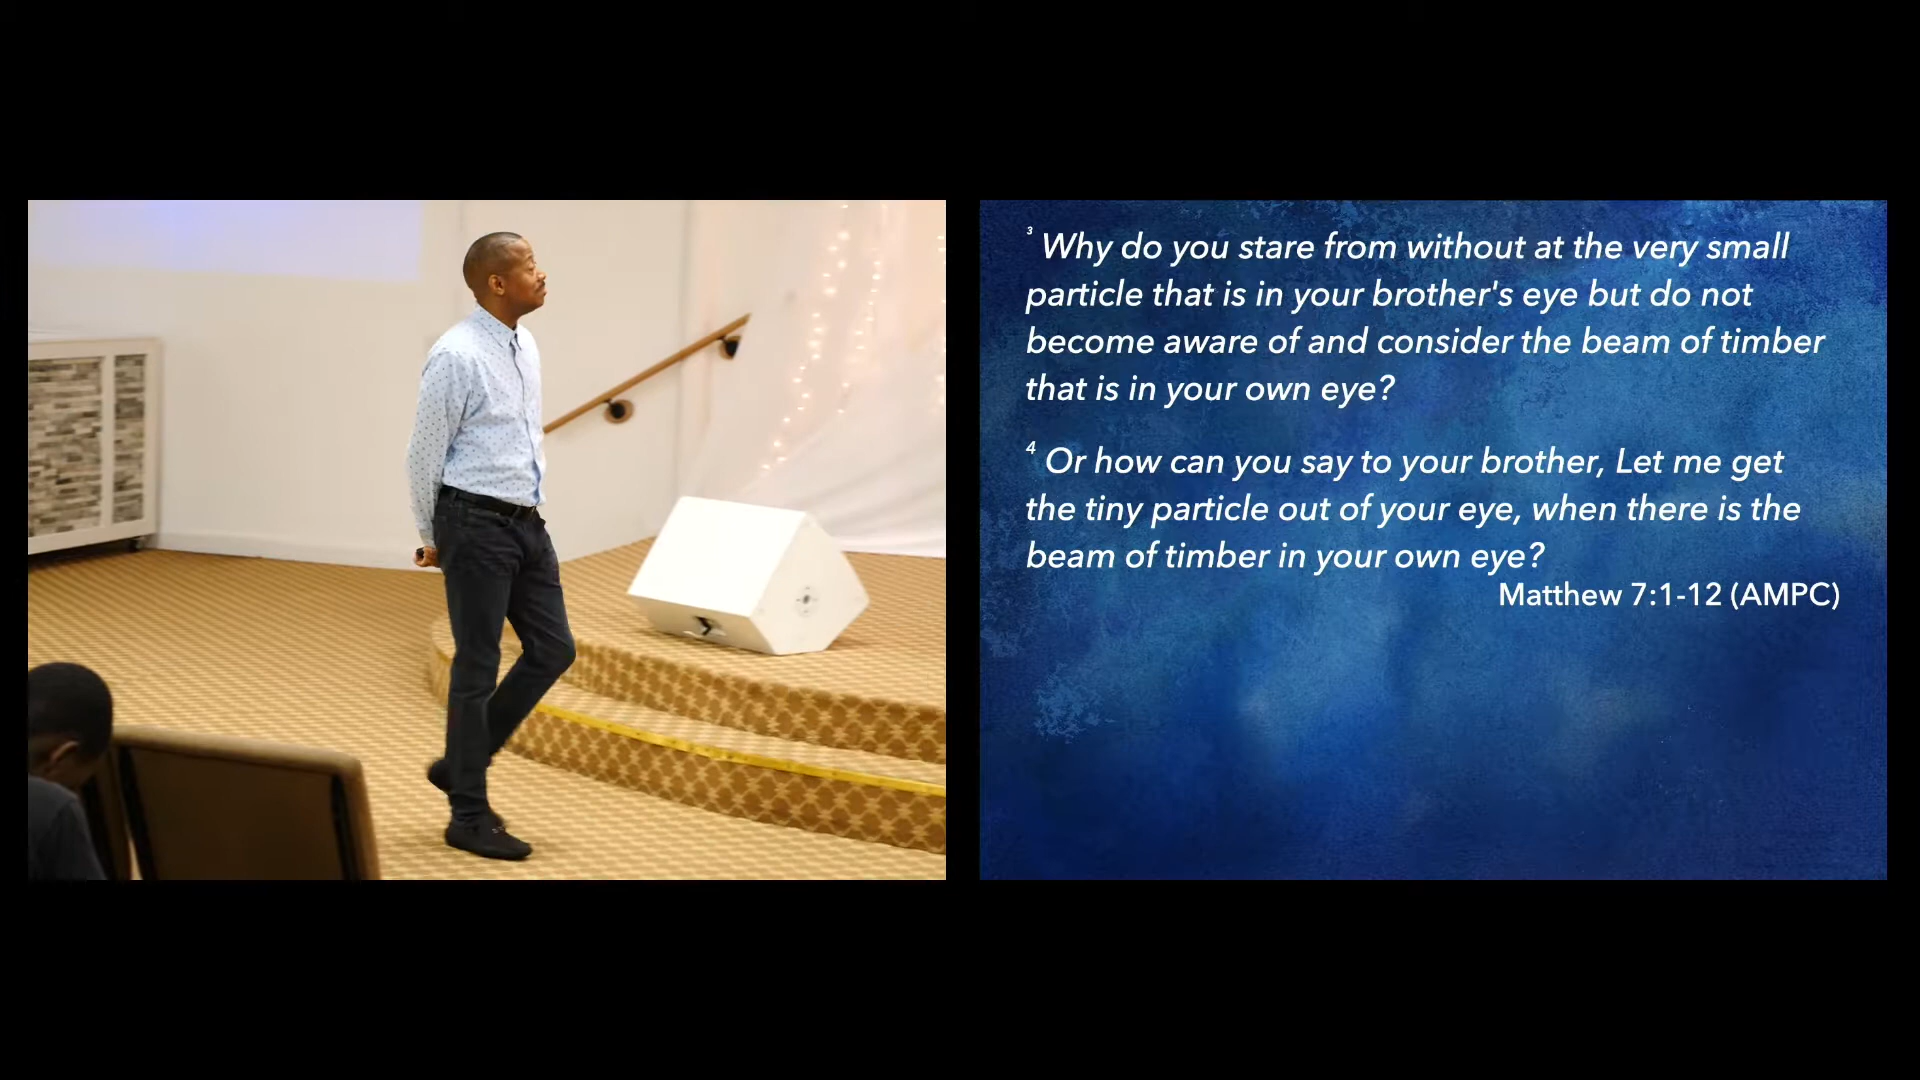 ³ Why do you stare from without at the very small
particle that is in your brother's eye but do not
become aware of and consider the beam of timber
that is in your own eye?
⁴ Or how can you say to your brother, Let me get
the tiny particle out of your eye, when there is the
beam of timber in your own eye?
Matthew 7:1-12 (AMPC)